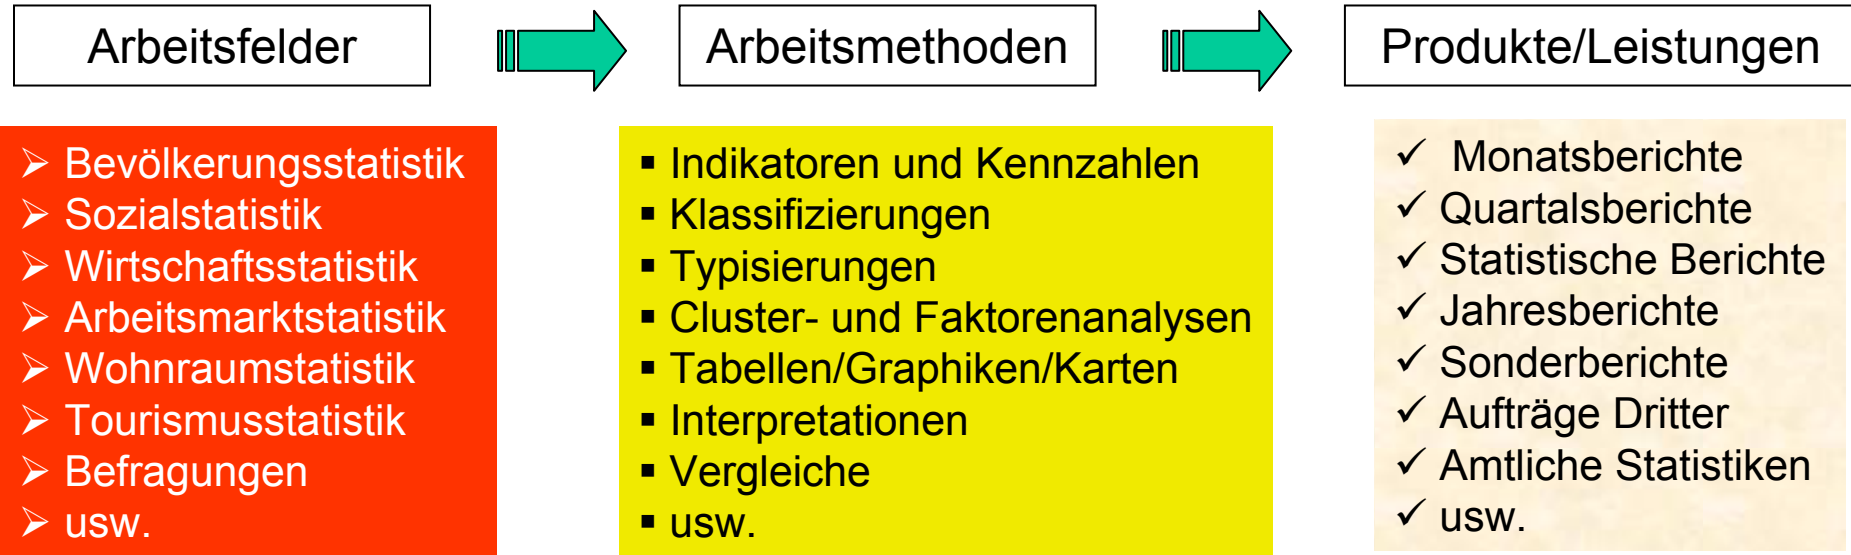 Arbeitsfelder
Arbeitsmethoden
Produkte/Leistungen
Bevölkerungsstatistik
Sozialstatistik
Wirtschaftsstatistik
Arbeitsmarktstatistik
Wohnraumstatistik
Tourismusstatistik
Befragungen
usw.
Indikatoren und Kennzahlen
Klassifizierungen
Typisierungen
Cluster- und Faktorenanalysen
Tabellen/Graphiken/Karten
Interpretationen
Vergleiche
usw.
Monatsberichte
Quartalsberichte
Statistische Berichte
Jahresberichte
Sonderberichte
Aufträge Dritter
Amtliche Statistiken
usw.